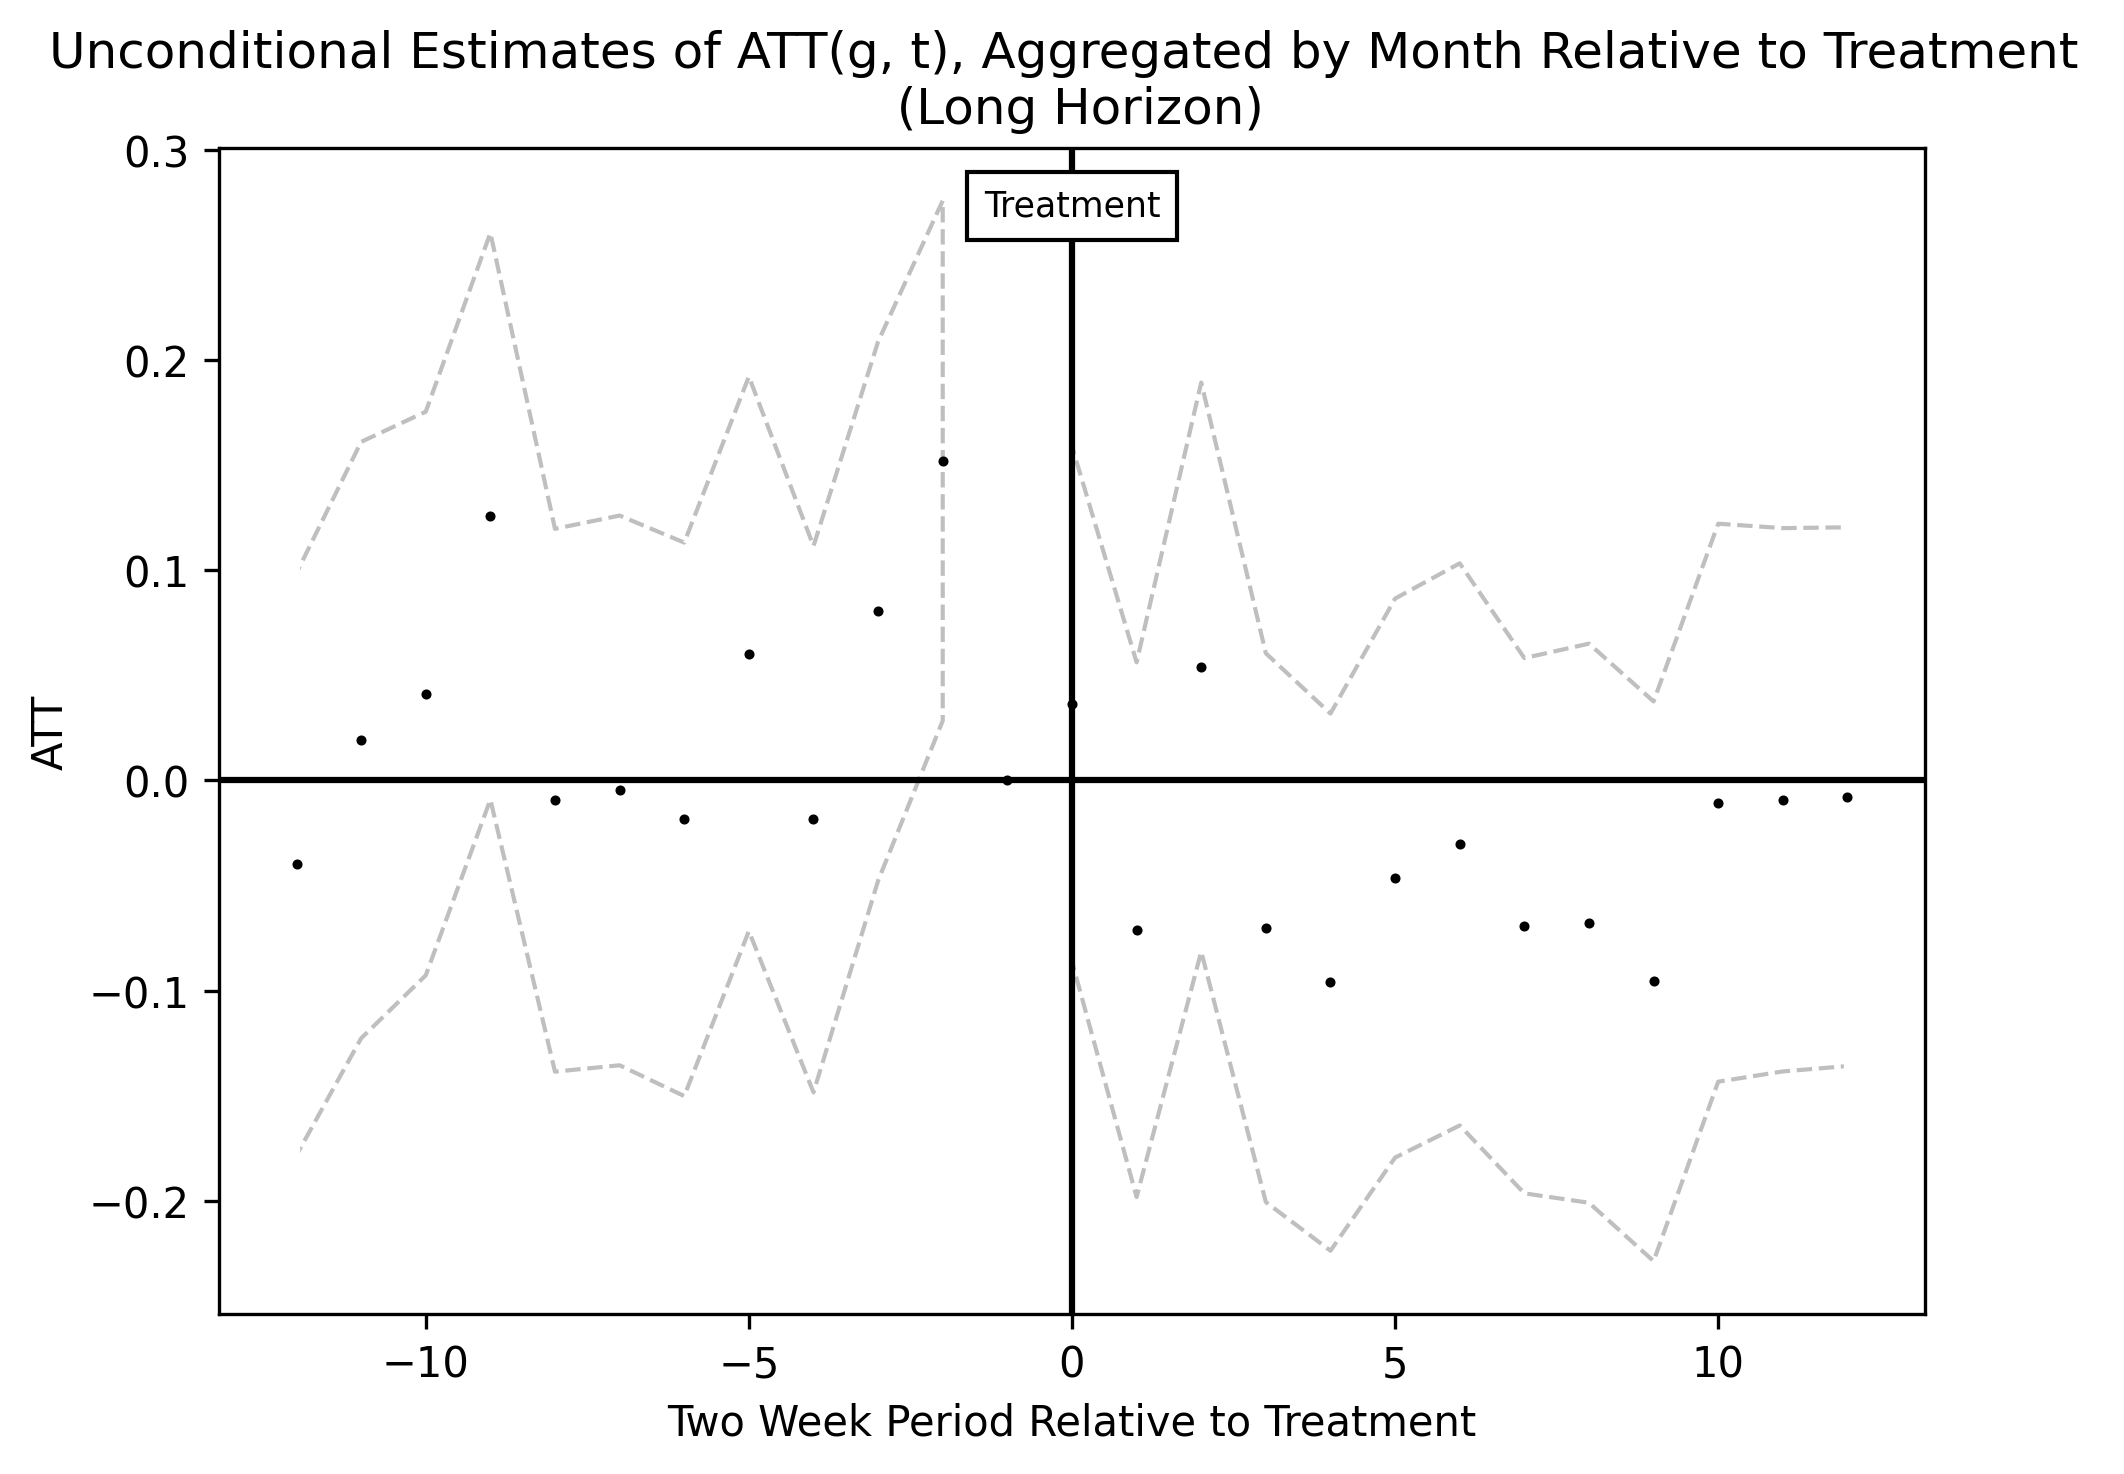 Unconditional Estimates of ATT(g, t), Aggregated by Month Relative to Treatment
(Long Horizon)
0.3
Treatment
0.2
0.1
0.0
−0.1
−0.2
ATT
−10 −5 0 5 10
Two Week Period Relative to Treatment